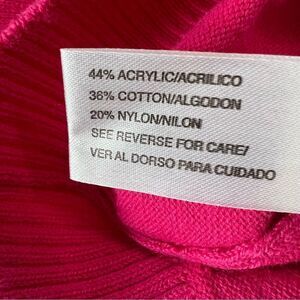 44% ACRYLIC/ACRILICO
36% COTTON/ALGODON
20% NYLON/NILON
SEE REVERSE FOR CARE/
VER AL DORSO PARA CUIDADO